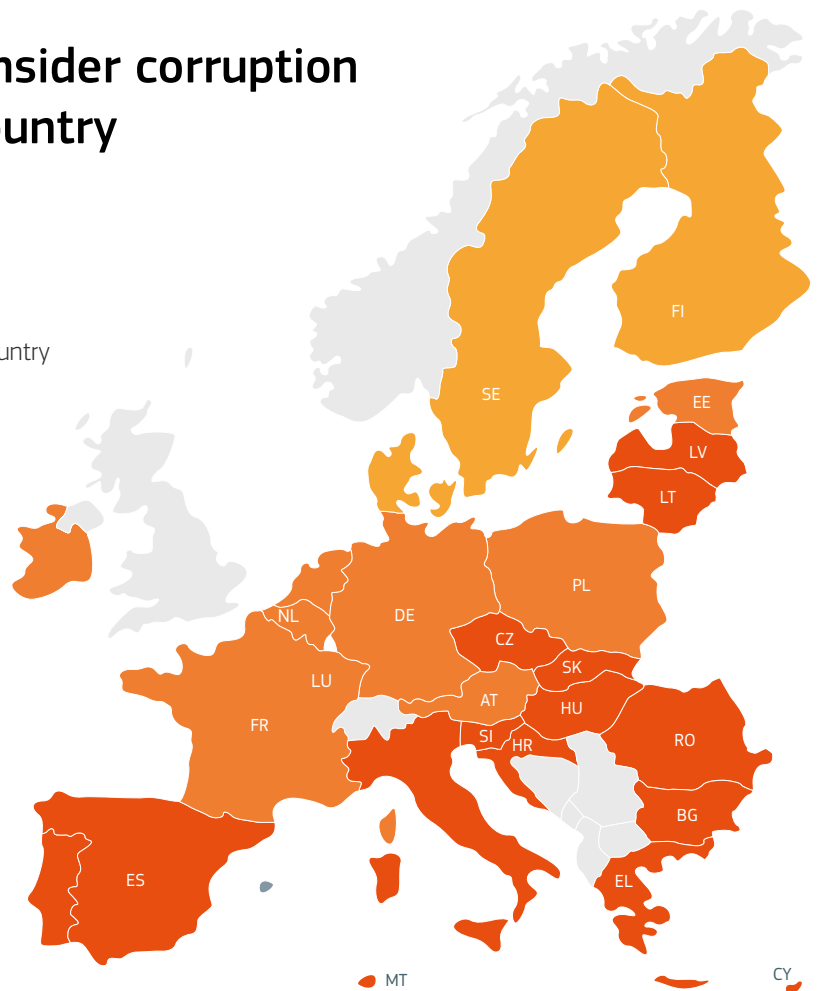 nsider corruption
ountry
untry
FI
SE
EE
LV
LT
PL
DE
NL
CZ
SK
LU
AT
HU
FR
SI
HR
RO
BG
ES
EL
MT
CY